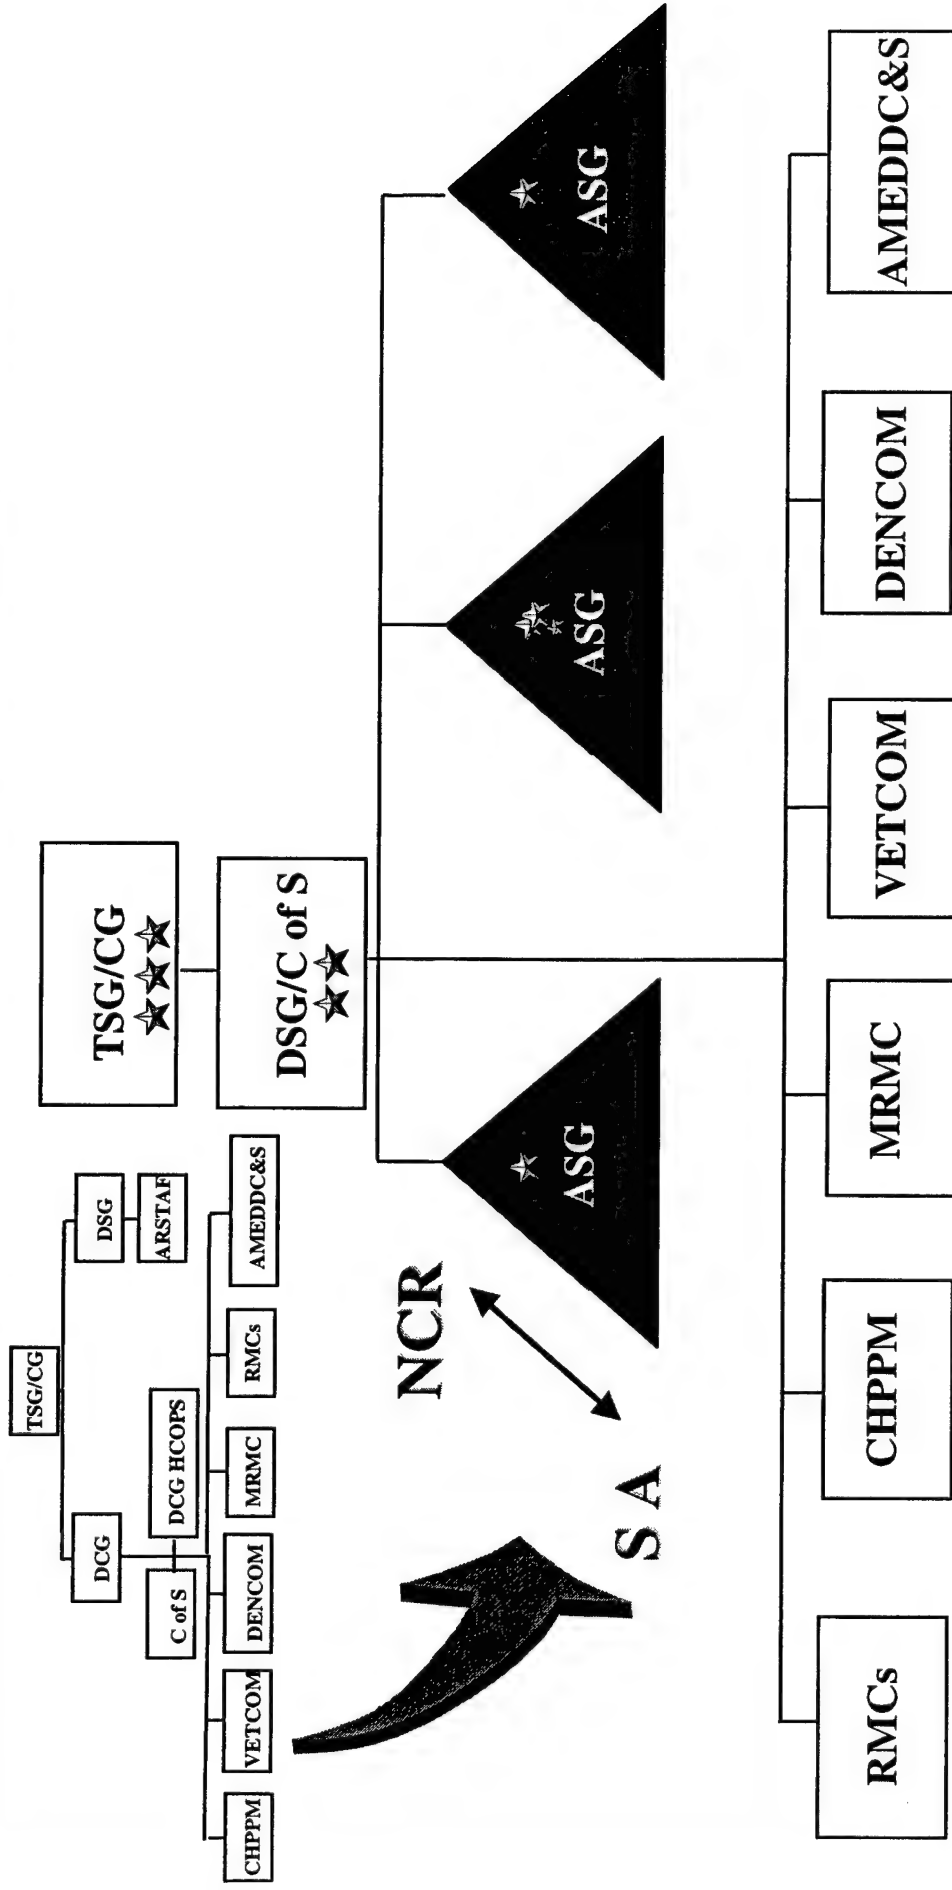 TSG/CG
DCG
DSG
ARSTAF
C of S
DCG HCOPS
CHPPM
VETCOM
DENCOM
MRMC
RMCs
AMEDDC&S
TSG/CG
DSG/C of S
NCR
S A
ASG
ASG
ASG
RMCs
CHPPM
MRMC
VETCOM
DENCOM
AMEDDC&S